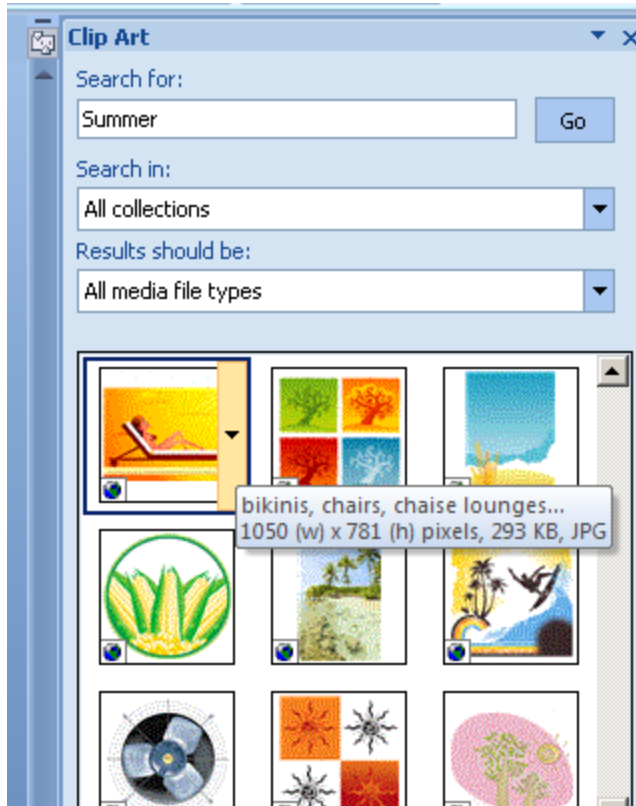 Clip Art
Search for:
Summer
Go
Search in:
All collections
Results should be:
All media file types
bikinis, chairs, chaise lounges...
1050 (w) x 781 (h) pixels, 293 KB, JPG